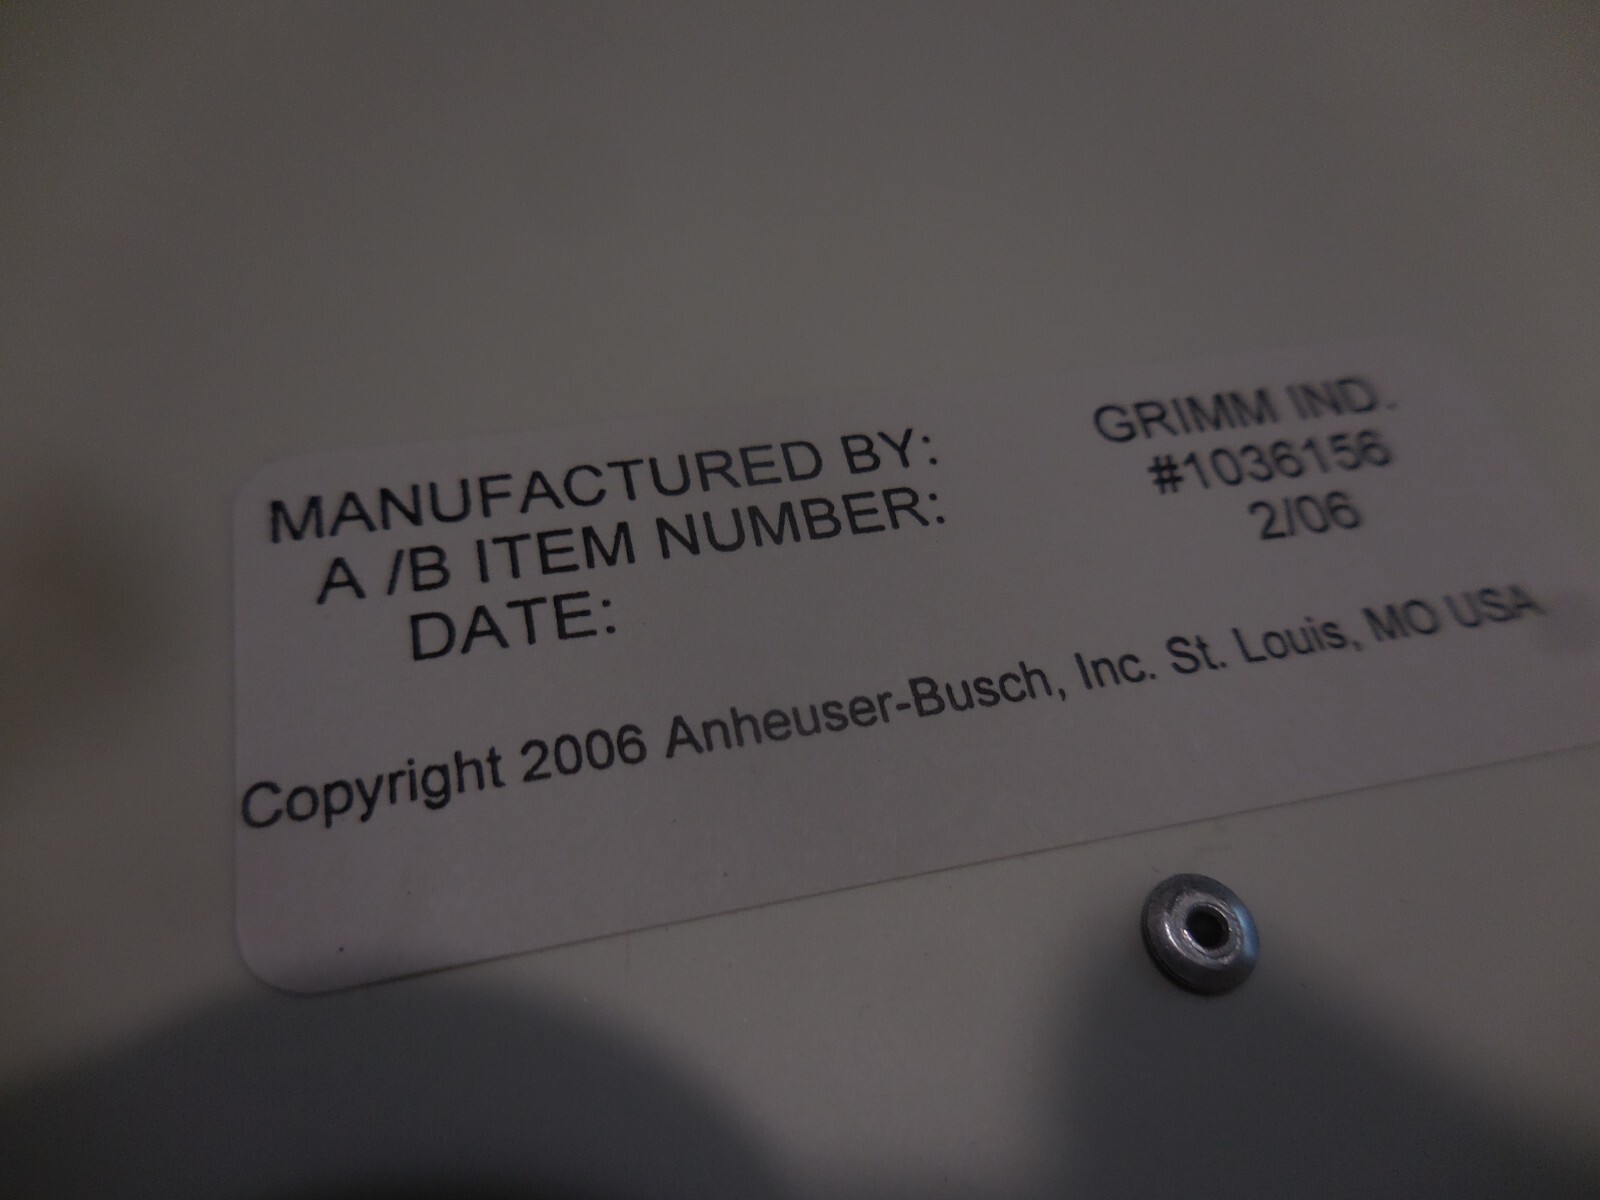 MANUFACTURED BY: GRIMM IND.
A /B ITEM NUMBER: #1036156
DATE: 2/06
Copyright 2006 Anheuser-Busch, Inc. St. Louis, MO USA